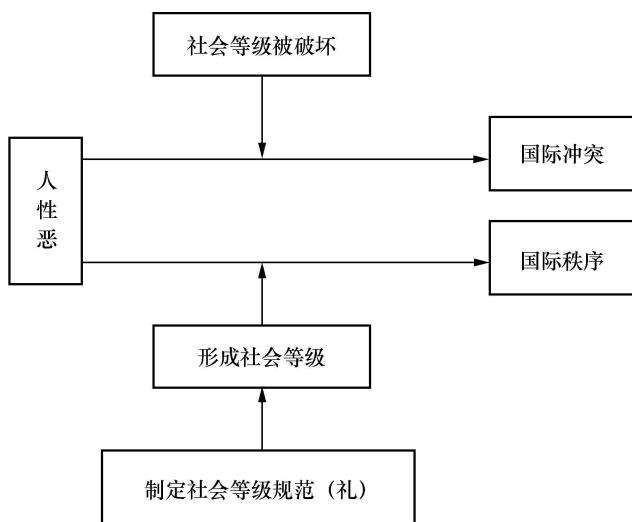 社会等级被破坏
国际冲突
人性恶
国际秩序
形成社会等级
制定社会等级规范（礼）